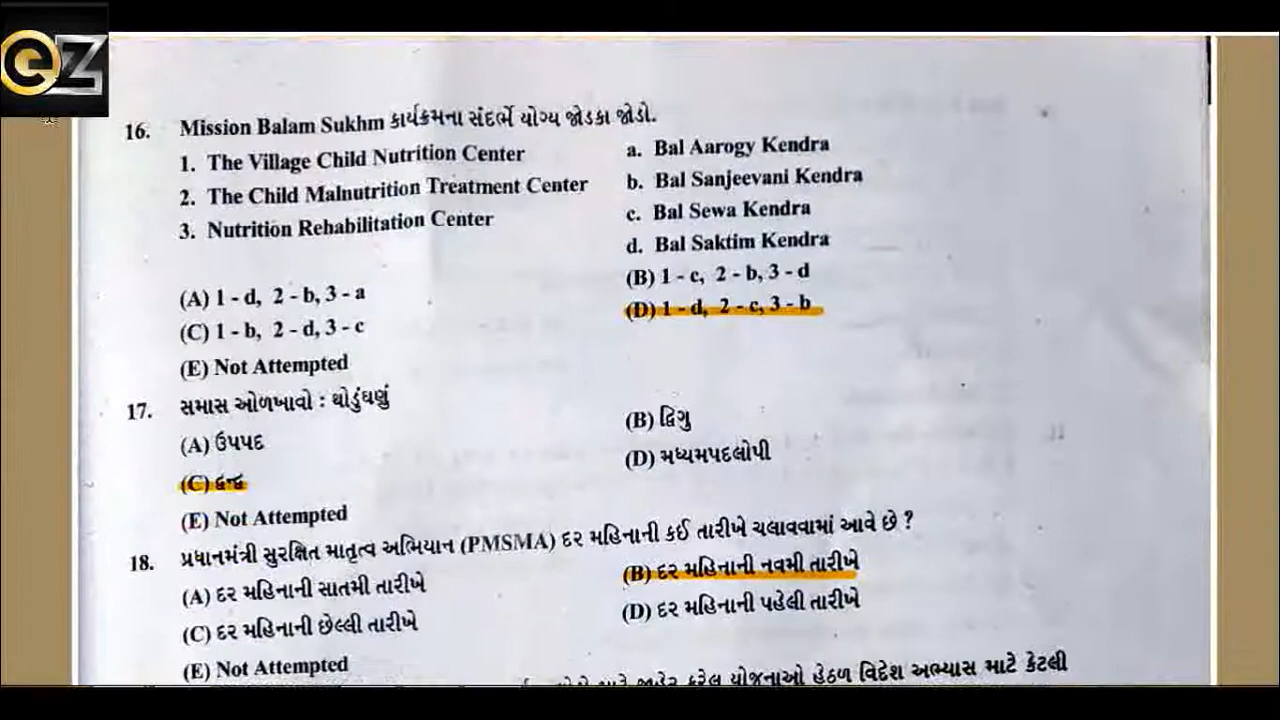 eZ
16. Mission Balam Sukhm કાર્યક્રમના સંદર્ભે યોગ્ય જોડકા જોડો.
1. The Village Child Nutrition Center a. Bal Aarogy Kendra
2. The Child Malnutrition Treatment Center b. Bal Sanjeevani Kendra
3. Nutrition Rehabilitation Center c. Bal Sewa Kendra
d. Bal Saktim Kendra
(A) 1 - d, 2 - b, 3 - a (B) 1 - c, 2 - b, 3 - d
(C) 1 - b, 2 - d, 3 - c (D) 1 - d, 2 - c, 3 - b
(E) Not Attempted
17. સમાસ ઓળખાવો : થોડુંઘણું
(A) ઉપપદ (B) દ્વિગુ
(C) દ્વન્દ્વ (D) મધ્યમપદલોપી
(E) Not Attempted
18. પ્રધાનમંત્રી સુરક્ષિત માતૃત્વ અભિયાન (PMSMA) દર મહિનાની કઈ તારીખે ચલાવવામાં આવે છે ?
(A) દર મહિનાની સાતમી તારીખે (B) દર મહિનાની નવમી તારીખે
(C) દર મહિનાની છેલ્લી તારીખે (D) દર મહિનાની પહેલી તારીખે
(E) Not Attempted
યોજનાઓ હેઠળ વિદેશ અભ્યાસ માટે કેટલી